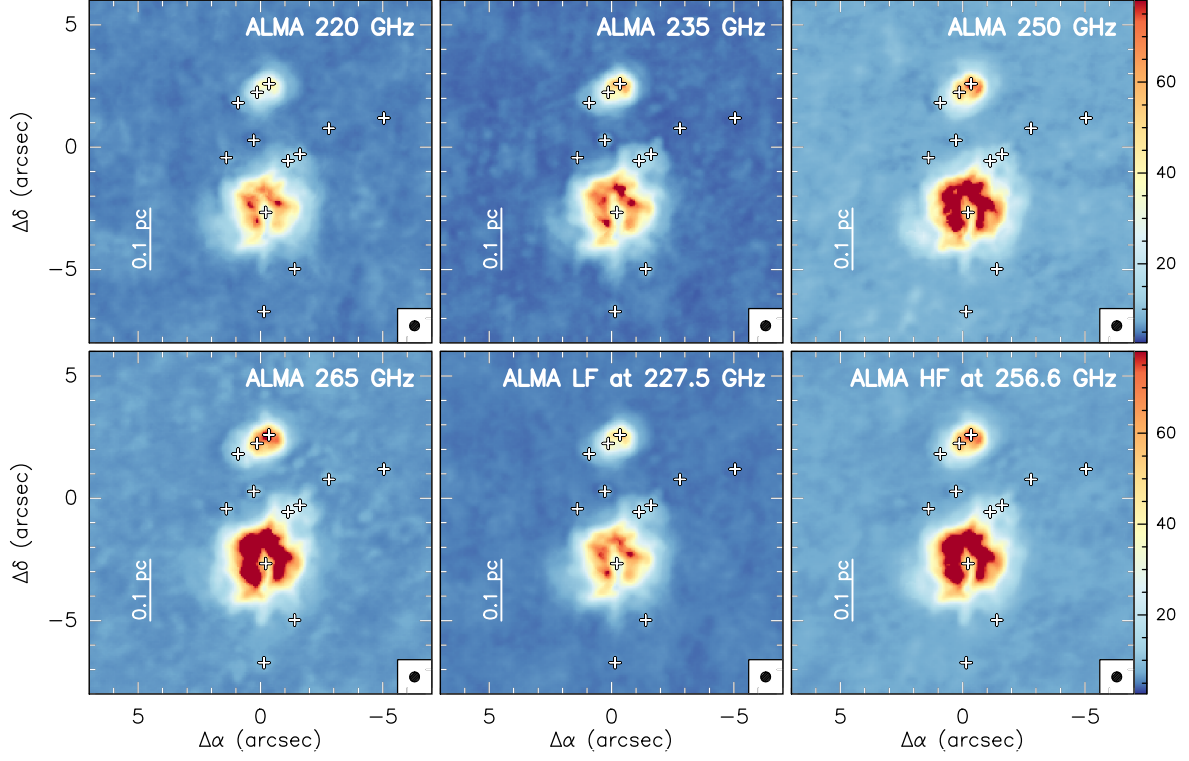 ALMA 220 GHz
ALMA 235 GHz
ALMA 250 GHz
5
0
−5
Δδ (arcsec)
0.1 pc
0.1 pc
0.1 pc
60
40
20
ALMA 265 GHz
ALMA LF at 227.5 GHz
ALMA HF at 256.6 GHz
5
0
−5
Δδ (arcsec)
0.1 pc
0.1 pc
0.1 pc
60
40
20
5 0 −5 5 0 −5 5 0 −5
Δα (arcsec) Δα (arcsec) Δα (arcsec)